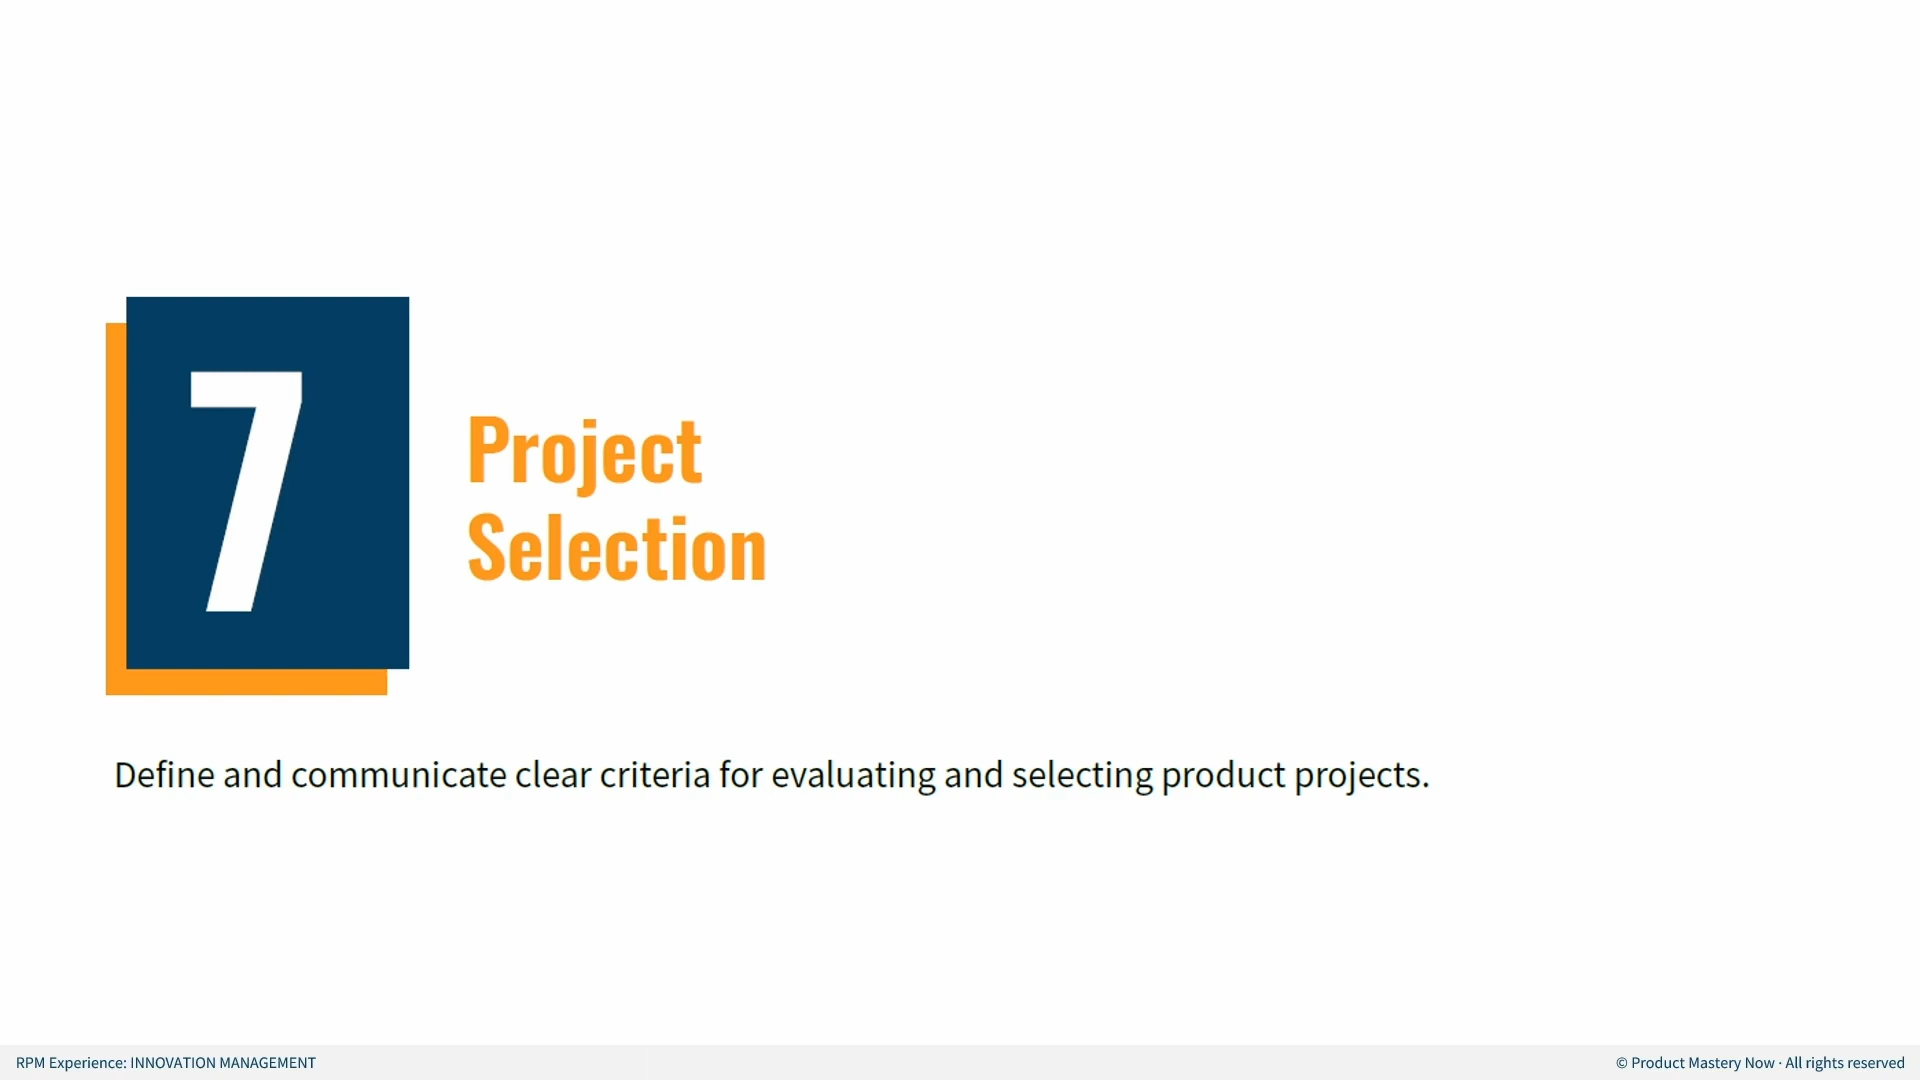 7
Project
Selection
Define and communicate clear criteria for evaluating and selecting product projects.
RPM Experience: INNOVATION MANAGEMENT
© Product Mastery Now · All rights reserved